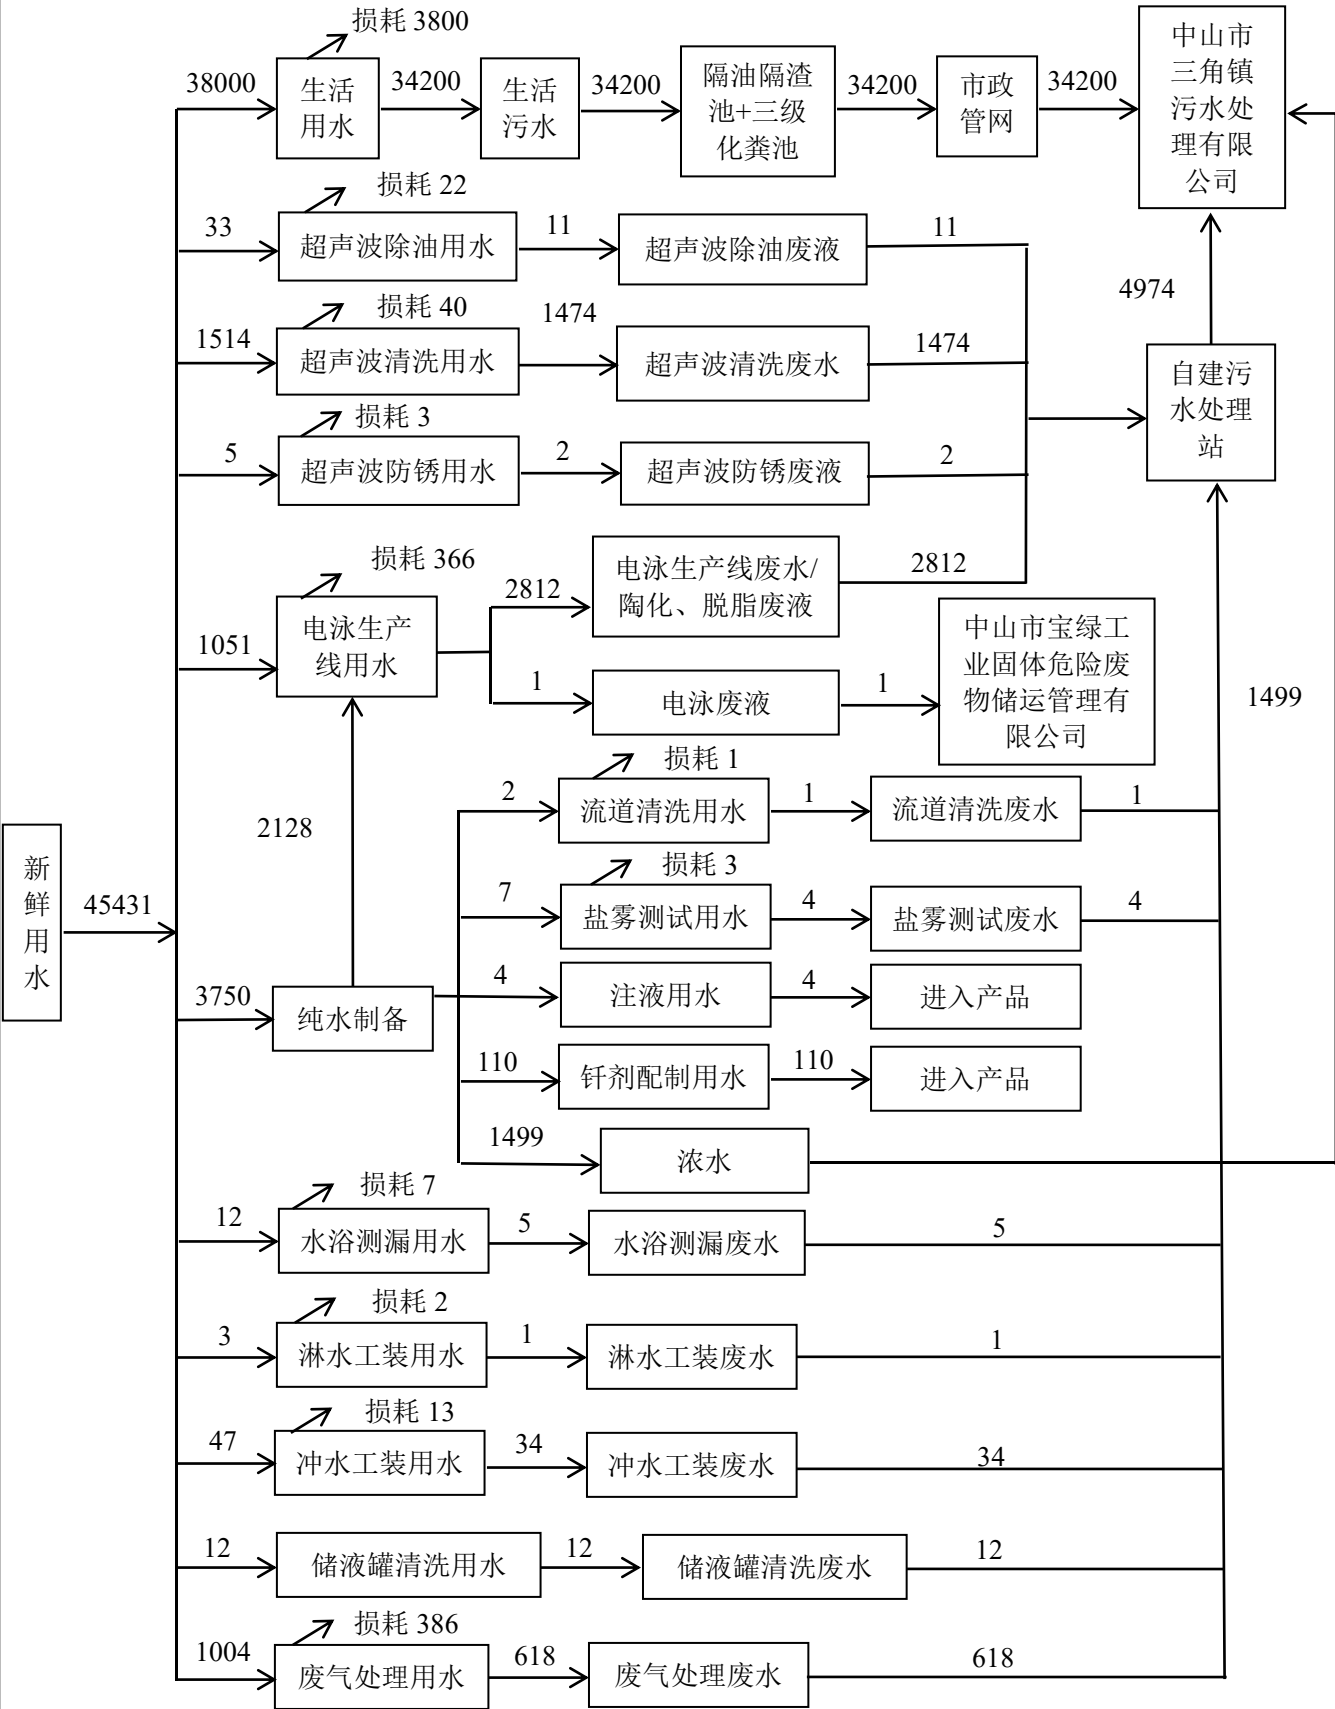 损耗 3800
38000
生活
用水
34200
生活
污水
34200
隔油隔渣
池+三级
化粪池
34200
市政
管网
34200
中山市
三角镇
污水处
理有限
公司
损耗 22
33
超声波除油用水
11
超声波除油废液
11
4974
损耗 40
1514
超声波清洗用水
1474
超声波清洗废水
1474
自建污
水处理
站
损耗 3
5
超声波防锈用水
2
超声波防锈废液
2
损耗 366
1051
电泳生产
线用水
2812
电泳生产线废水/
陶化、脱脂废液
2812
1
电泳废液
1
中山市宝绿工
业固体危险废
物储运管理有
限公司
1499
2128
损耗 1
2
流道清洗用水
1
流道清洗废水
1
损耗 3
7
盐雾测试用水
4
盐雾测试废水
4
新
鲜
用
水
45431
3750
纯水制备
4
注液用水
4
进入产品
110
钎剂配制用水
110
进入产品
1499
浓水
损耗 7
12
水浴测漏用水
5
水浴测漏废水
5
损耗 2
3
淋水工装用水
1
淋水工装废水
1
损耗 13
47
冲水工装用水
34
冲水工装废水
34
12
储液罐清洗用水
12
储液罐清洗废水
12
损耗 386
1004
废气处理用水
618
废气处理废水
618